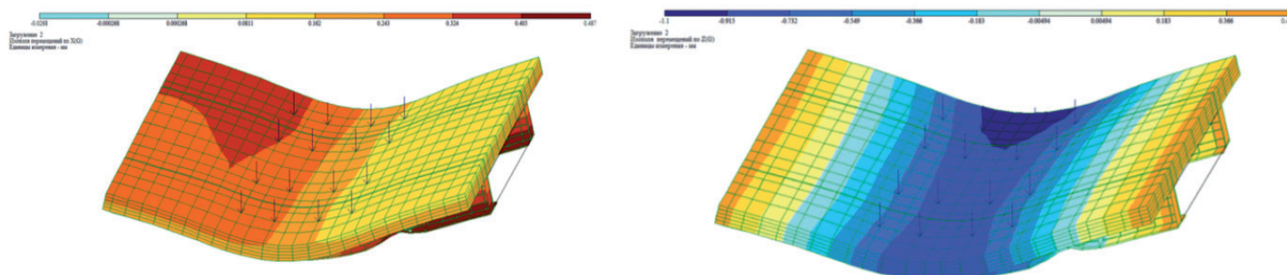 -0.0288 -0.000288 0.000288 0.0811 0.162 0.243 0.324 0.405 0.487
Загружение 2
Изополя перемещений по X(G)
Единицы измерения - мм
-1.1 -0.915 -0.732 -0.549 -0.366 -0.183 -0.00494 0.00494 0.183 0.366
Загружение 2
Изополя перемещений по Z(G)
Единицы измерения - мм